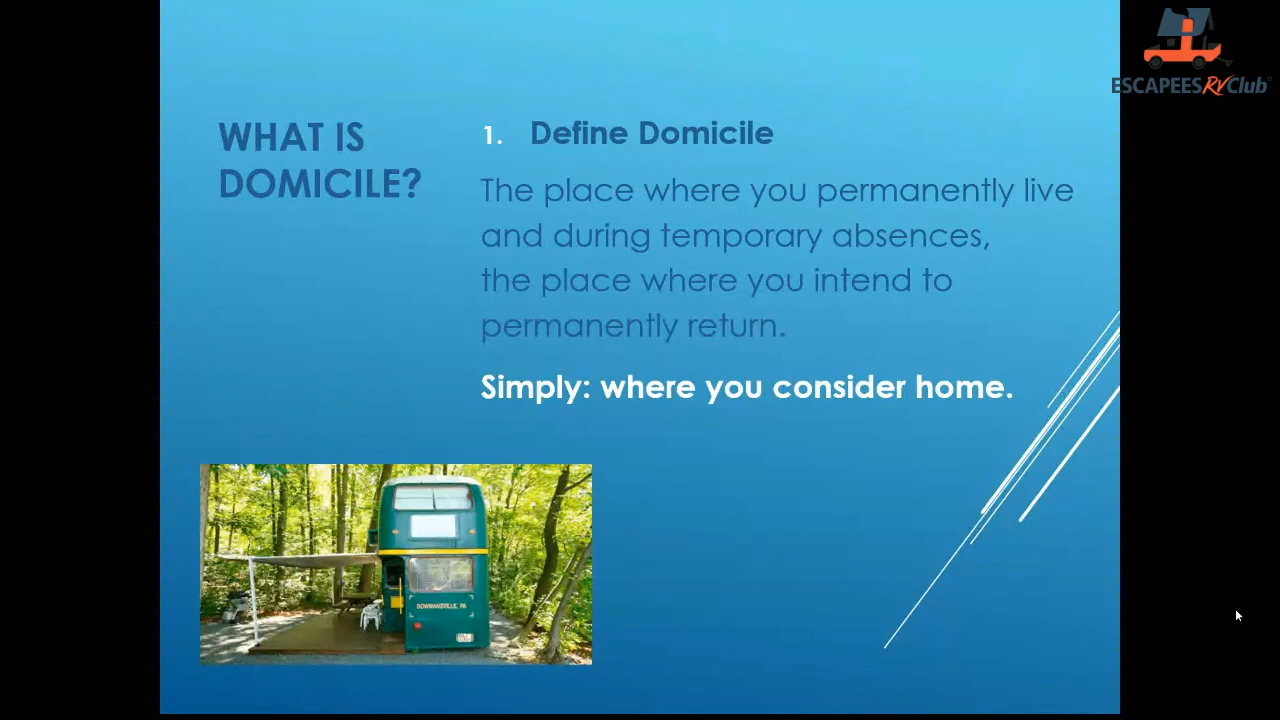 ESCAPEES RV Club
WHAT IS
DOMICILE?
1. Define Domicile
The place where you permanently live
and during temporary absences,
the place where you intend to
permanently return.
Simply: where you consider home.
BOWMANSVILLE, PA